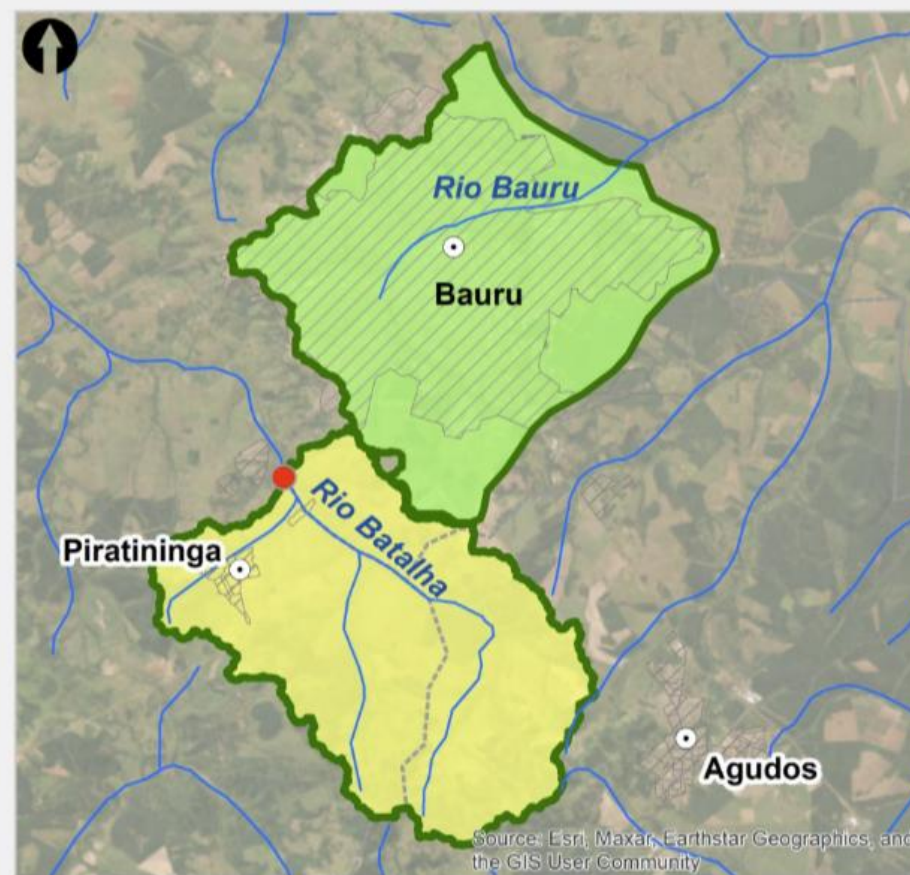 Rio Bauru
Bauru
Rio Batalha
Piratininga
Agudos
Source: Esri, Maxar, Earthstar Geographics, and
the GIS User Community